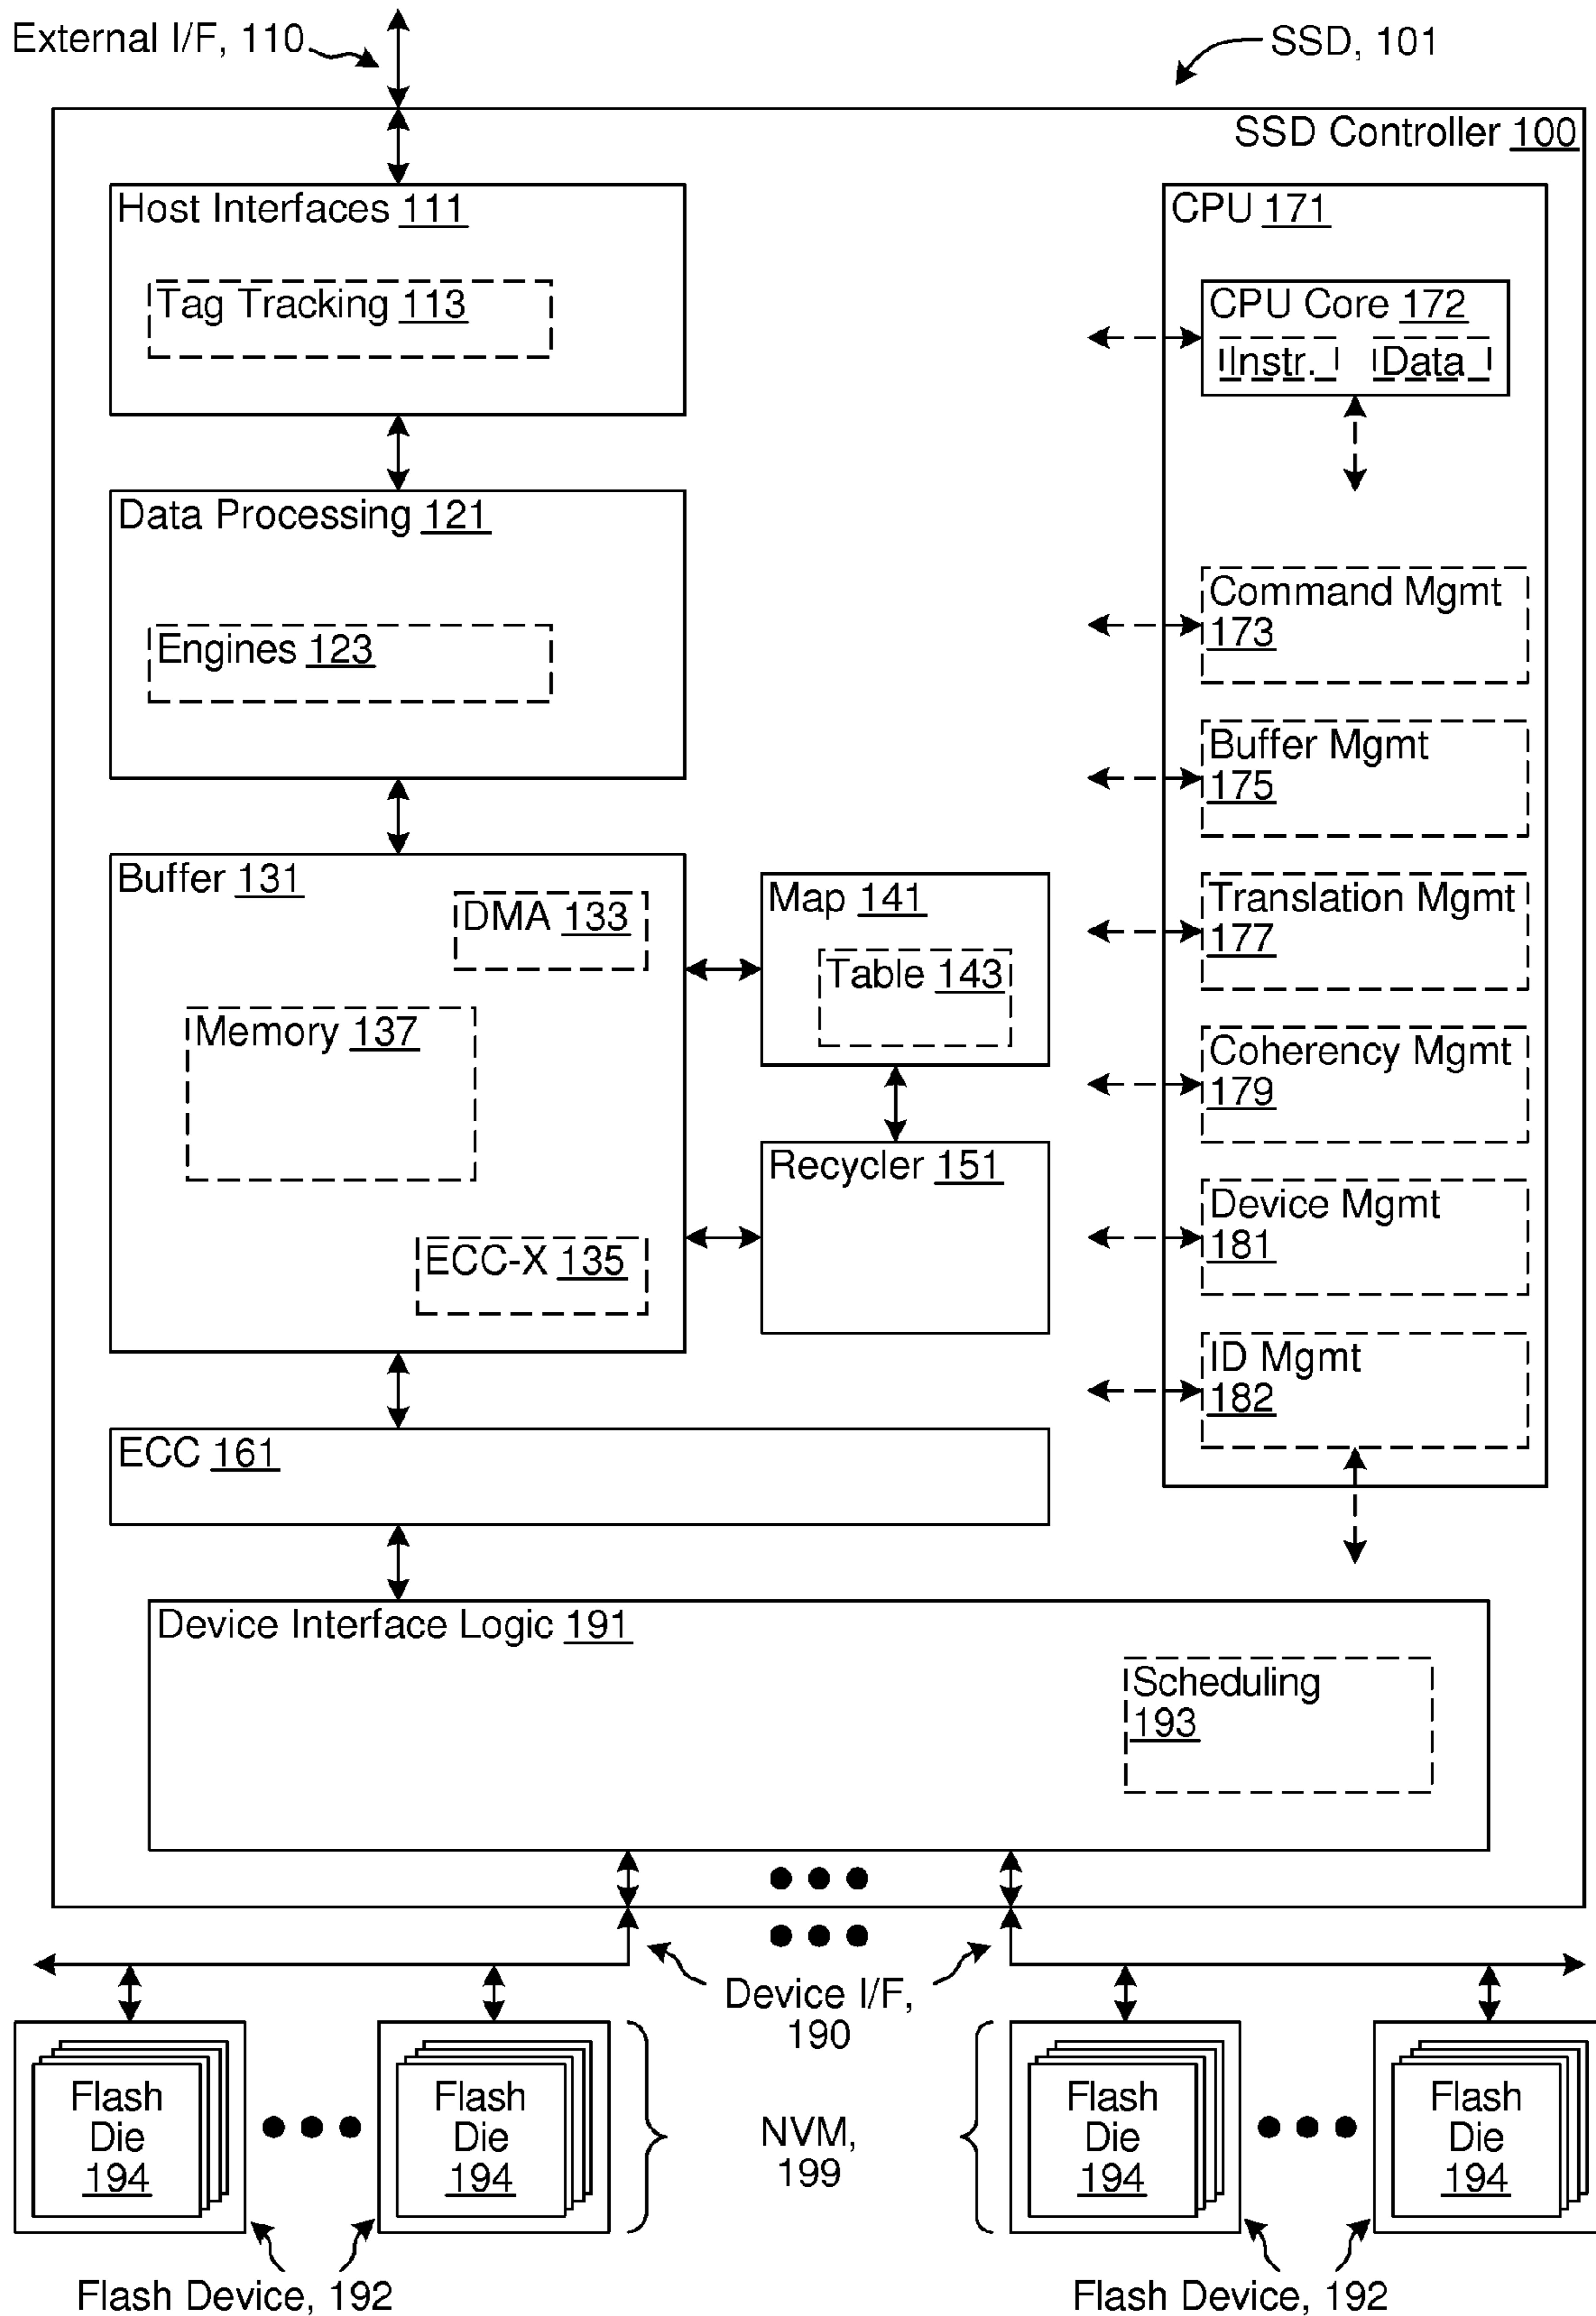 External I/F, 110
SSD, 101
SSD Controller 100
Host Interfaces 111
Tag Tracking 113
Data Processing 121
Engines 123
Buffer 131
DMA 133
Memory 137
ECC-X 135
Map 141
Table 143
Recycler 151
ECC 161
CPU 171
CPU Core 172
Instr. Data
Command Mgmt
173
Buffer Mgmt
175
Translation Mgmt
177
Coherency Mgmt
179
Device Mgmt
181
ID Mgmt
182
Device Interface Logic 191
Scheduling
193
Device I/F,
190
Flash
Die
194
Flash
Die
194
NVM,
199
Flash
Die
194
Flash
Die
194
Flash Device, 192
Flash Device, 192